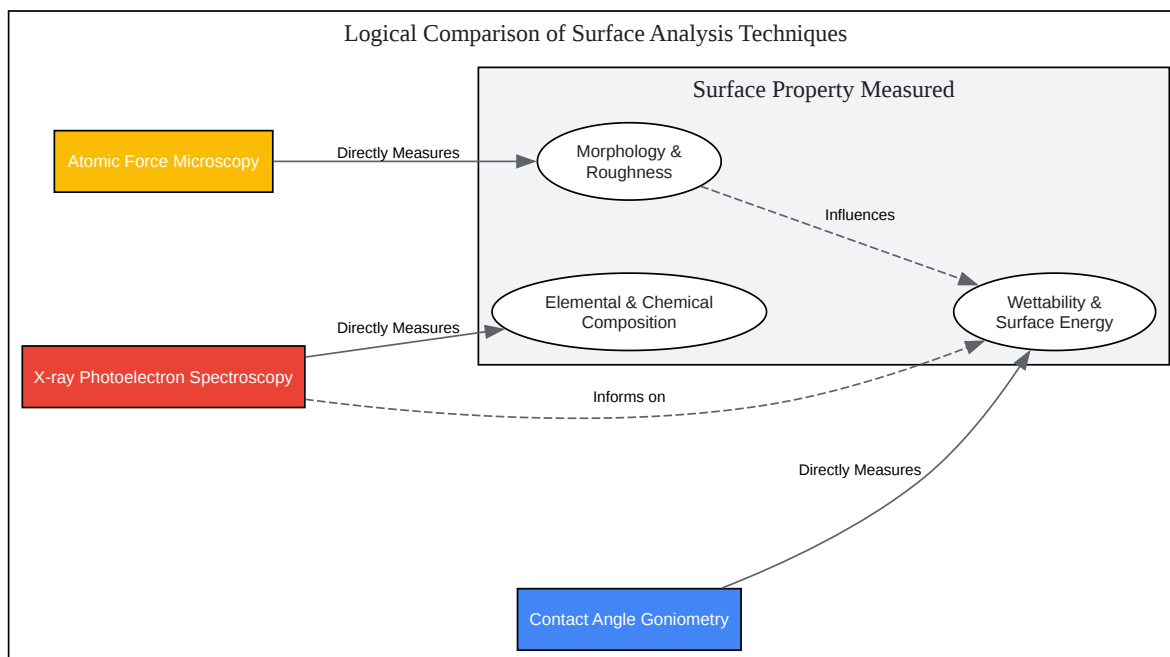 Logical Comparison of Surface Analysis Techniques
Surface Property Measured
Atomic Force Microscopy
Directly Measures
Morphology &
Roughness
Influences
Elemental & Chemical
Composition
Wettability &
Surface Energy
Directly Measures
X-ray Photoelectron Spectroscopy
Informs on
Directly Measures
Contact Angle Goniometry